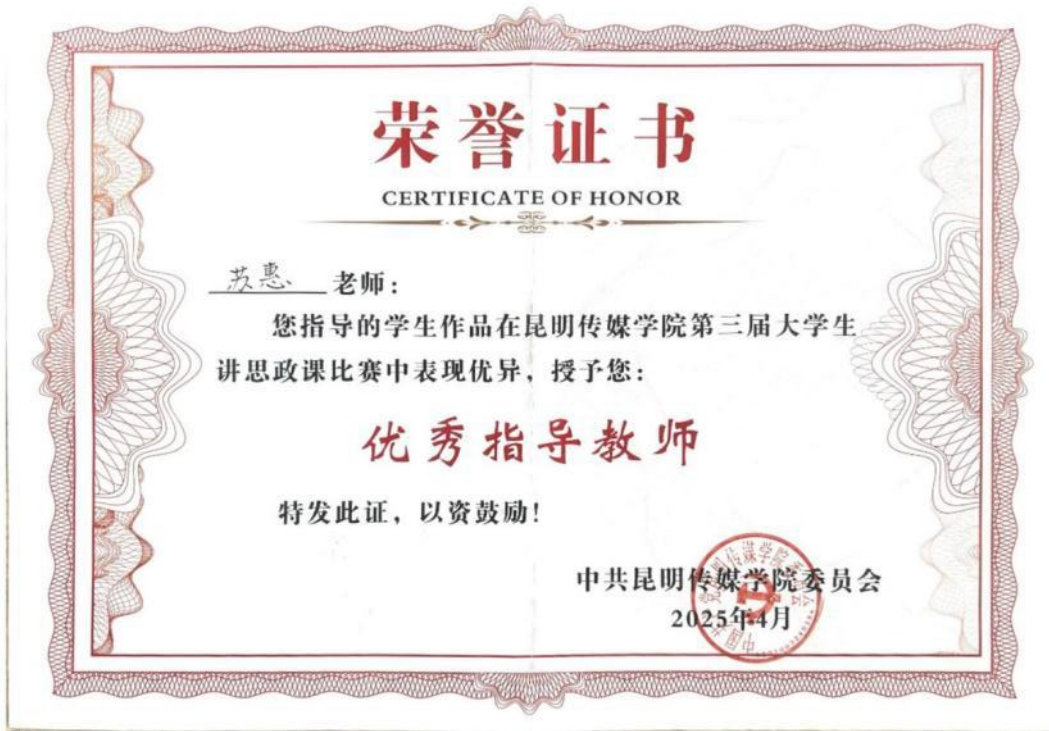 荣誉证书
CERTIFICATE OF HONOR
苏惠 老师：
您指导的学生作品在昆明传媒学院第三届大学生
讲思政课比赛中表现优异，授予您：
优秀指导教师
特发此证，以资鼓励！
中共昆明传媒学院委员会
2025年4月